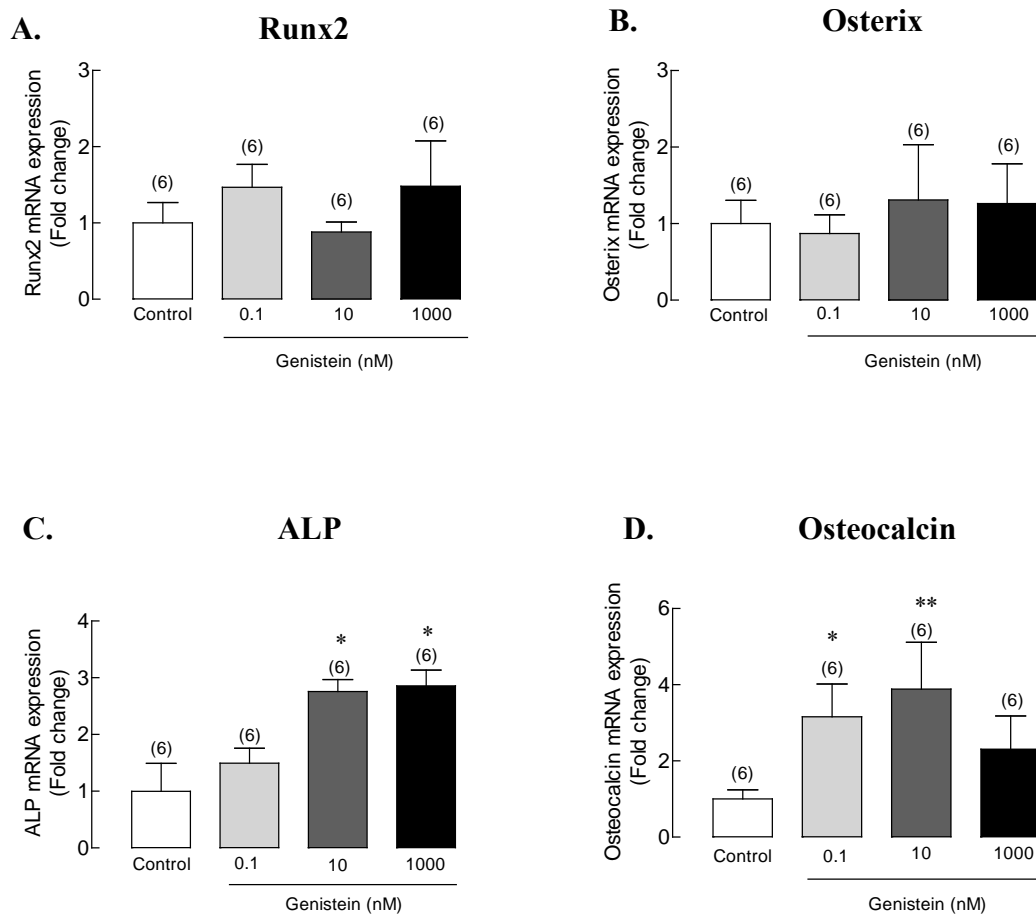 A.
Runx2
Runx2 mRNA expression
(Fold change)
3
2
1
0
(6)
(6)
(6)
(6)
Control
0.1
10
1000
Genistein (nM)
B.
Osterix
Osterix mRNA expression
(Fold change)
3
2
1
0
(6)
(6)
(6)
(6)
Control
0.1
10
1000
Genistein (nM)
C.
ALP
ALP mRNA expression
(Fold change)
4
3
2
1
0
(6)
(6)
*
(6)
*
(6)
Control
0.1
10
1000
Genistein (nM)
D.
Osteocalcin
Osteocalcin mRNA expression
(Fold change)
6
4
2
0
(6)
*
(6)
**
(6)
(6)
Control
0.1
10
1000
Genistein (nM)